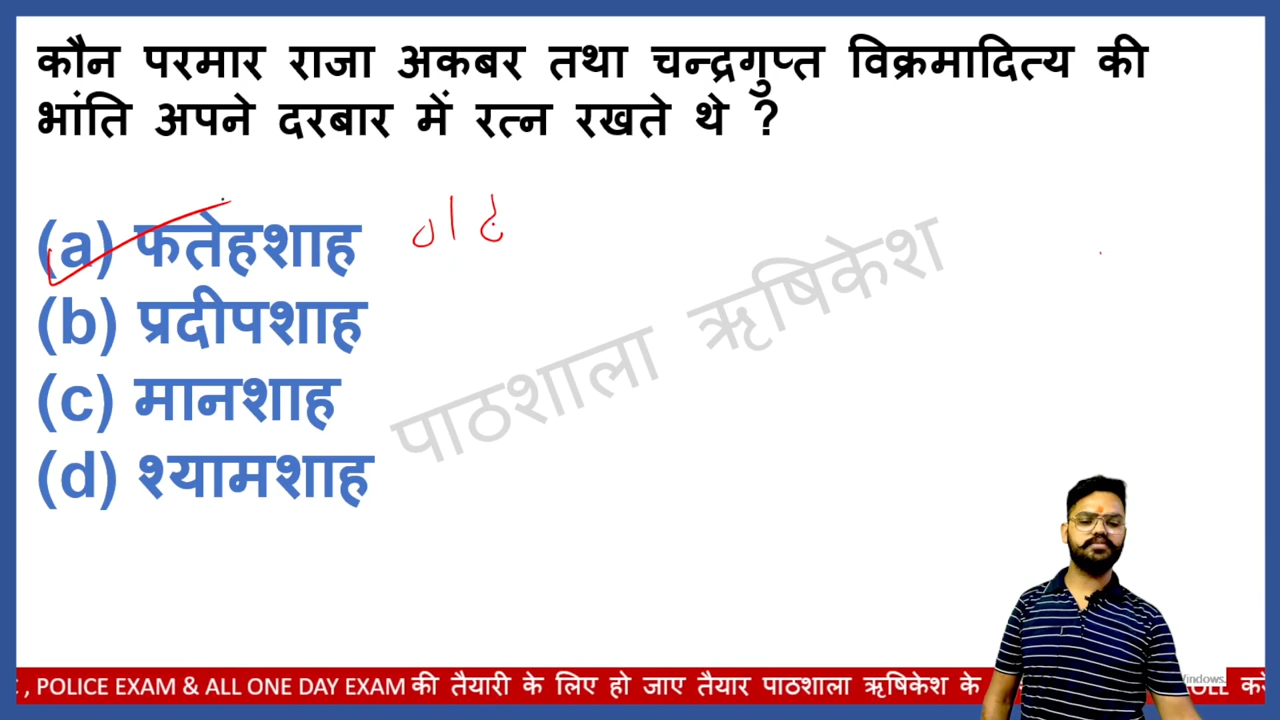 कौन परमार राजा अकबर तथा चन्द्रगुप्त विक्रमादित्य की
भांति अपने दरबार में रत्न रखते थे ?
(a) फतेहशाह
(b) प्रदीपशाह
(c) मानशाह
(d) श्यामशाह
पाठशाला ऋषिकेश
, POLICE EXAM & ALL ONE DAY EXAM की तैयारी के लिए हो जाए तैयार पाठशाला ऋषिकेश के